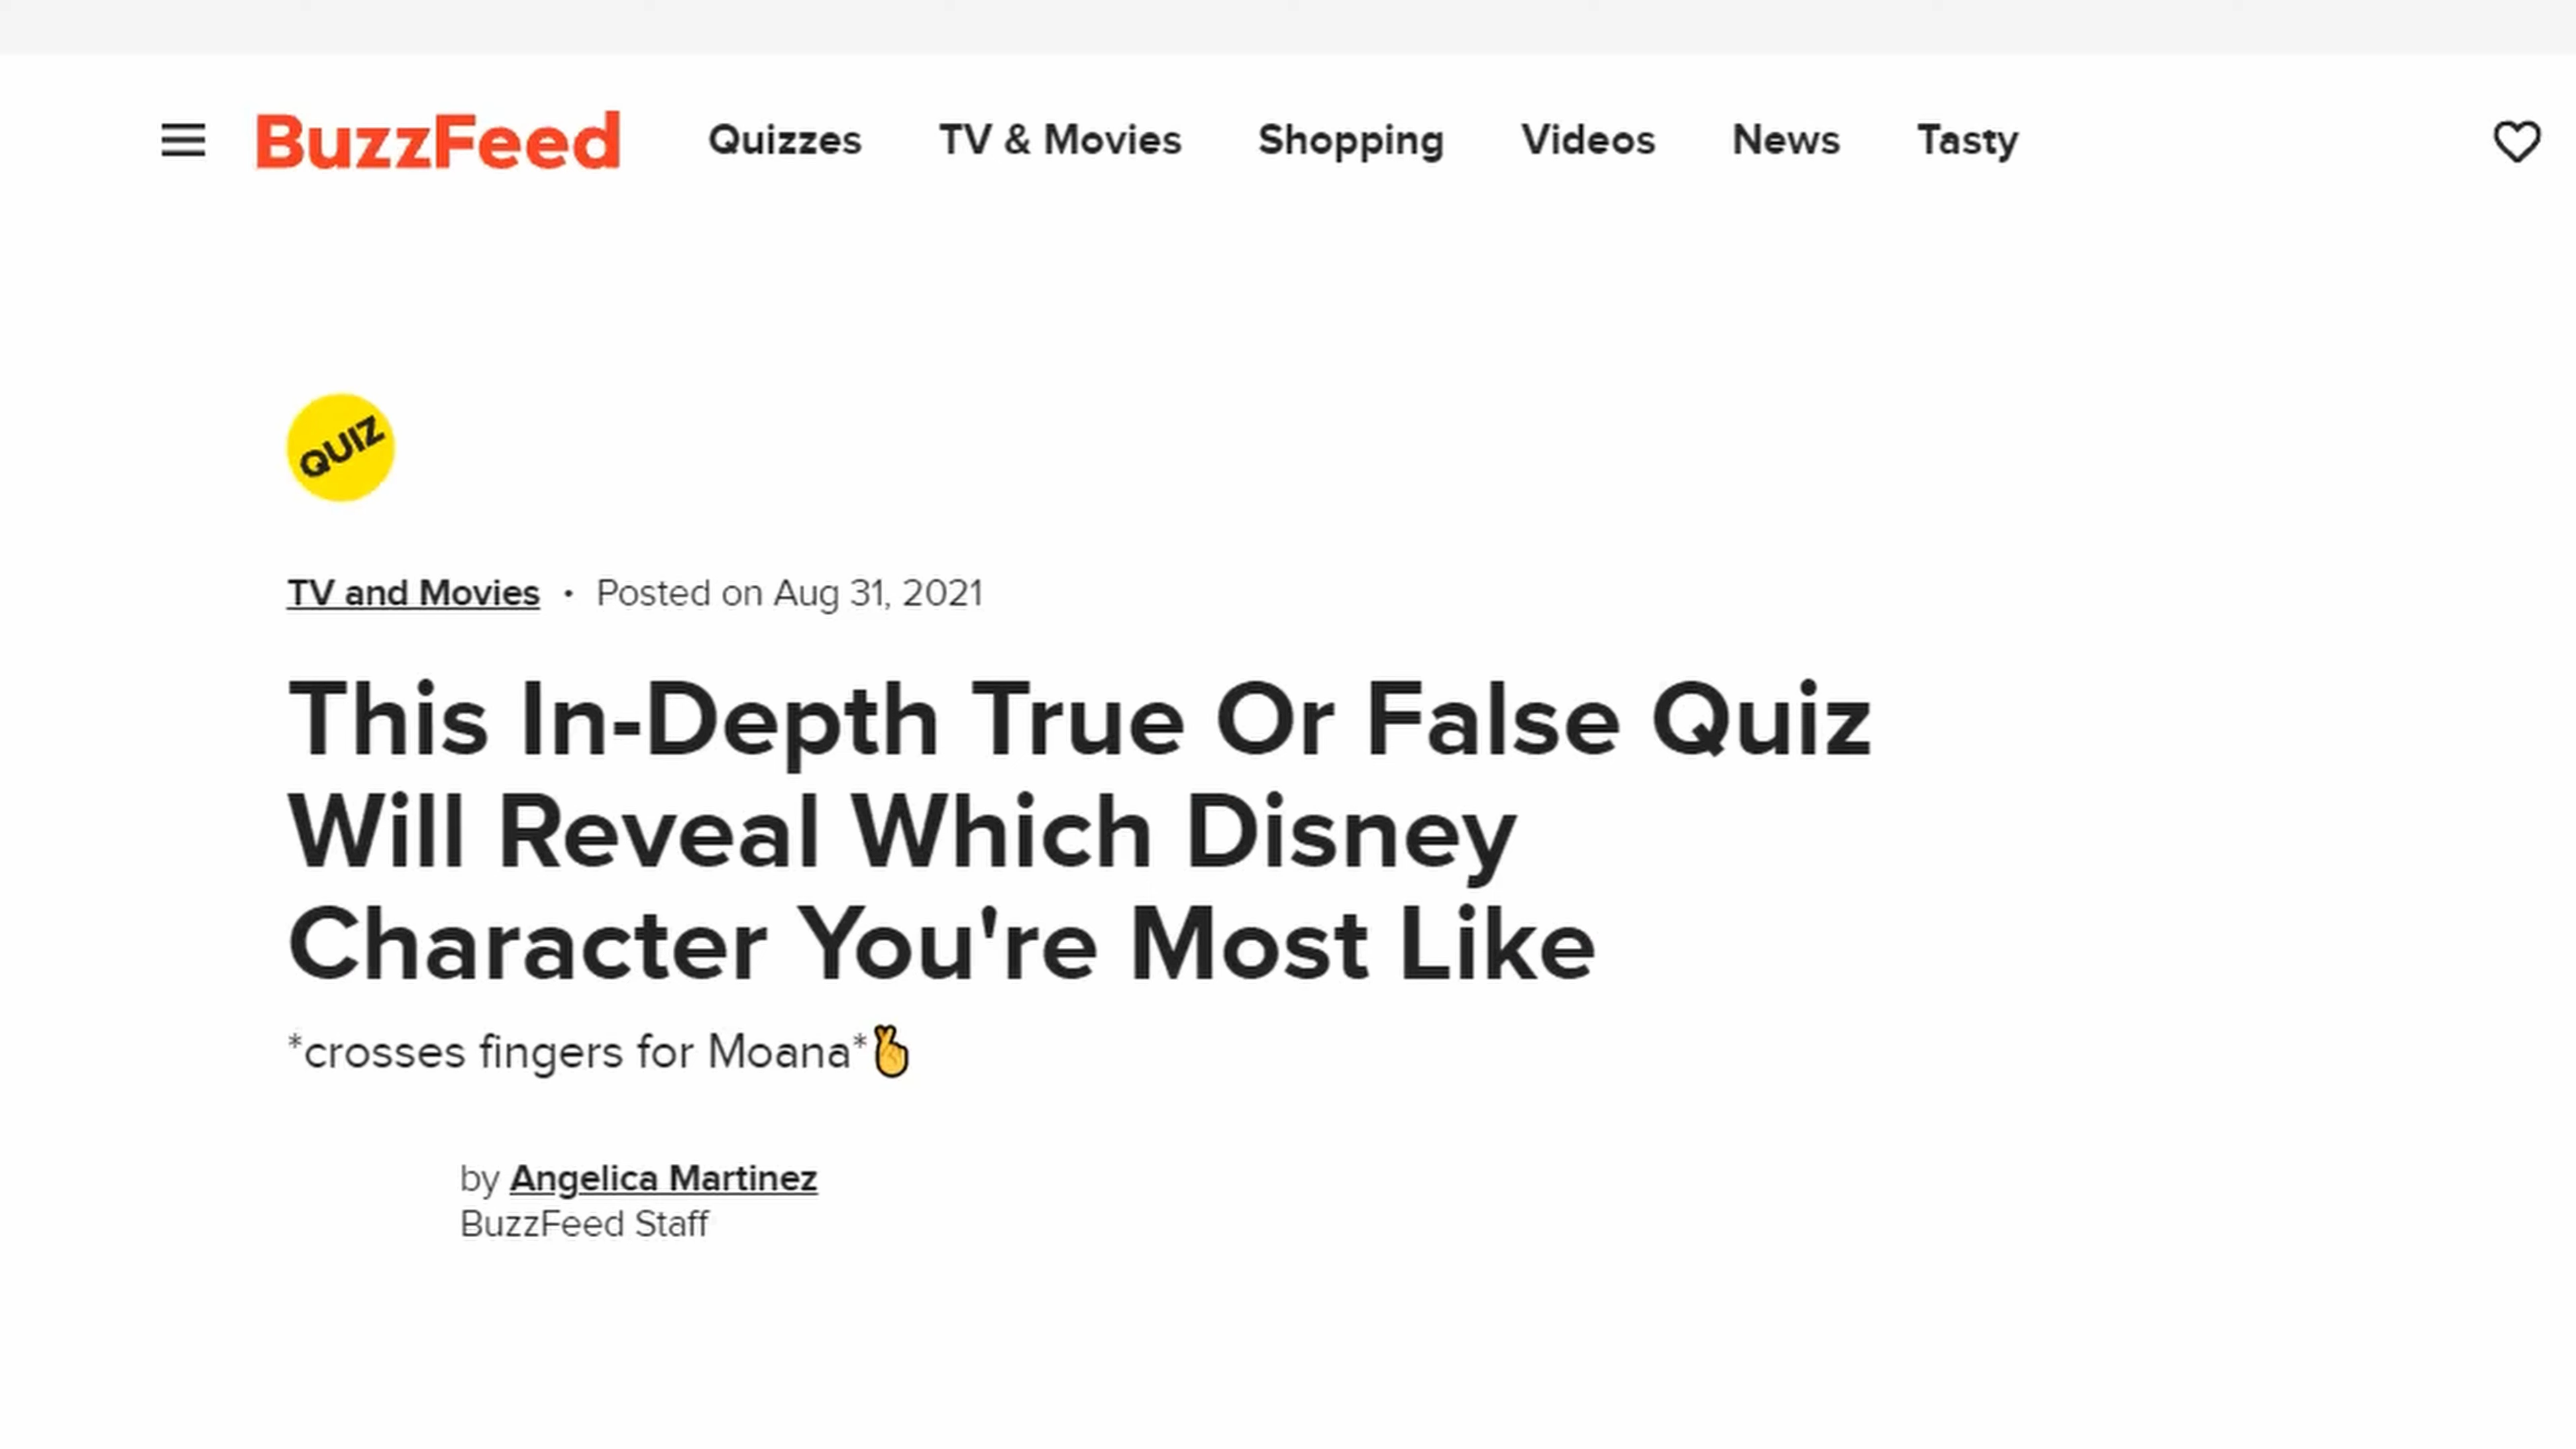 BuzzFeed Quizzes TV & Movies Shopping Videos News Tasty
QUIZ
TV and Movies • Posted on Aug 31, 2021
This In-Depth True Or False Quiz
Will Reveal Which Disney
Character You're Most Like
*crosses fingers for Moana*🤞
by Angelica Martinez
BuzzFeed Staff